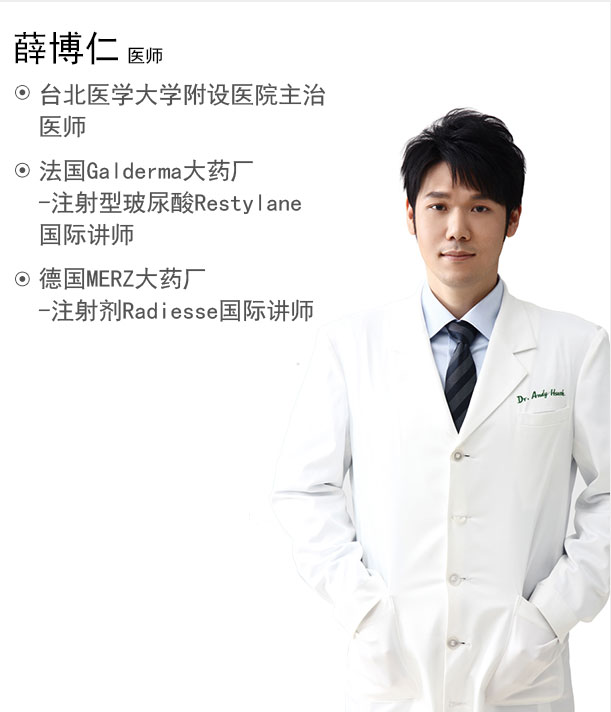 薛博仁 医师
台北医学大学附设医院主治
医师
法国Galderma大药厂
-注射型玻尿酸Restylane
国际讲师
德国MERZ大药厂
-注射剂Radiesse国际讲师
Dr. Andy Hsueh